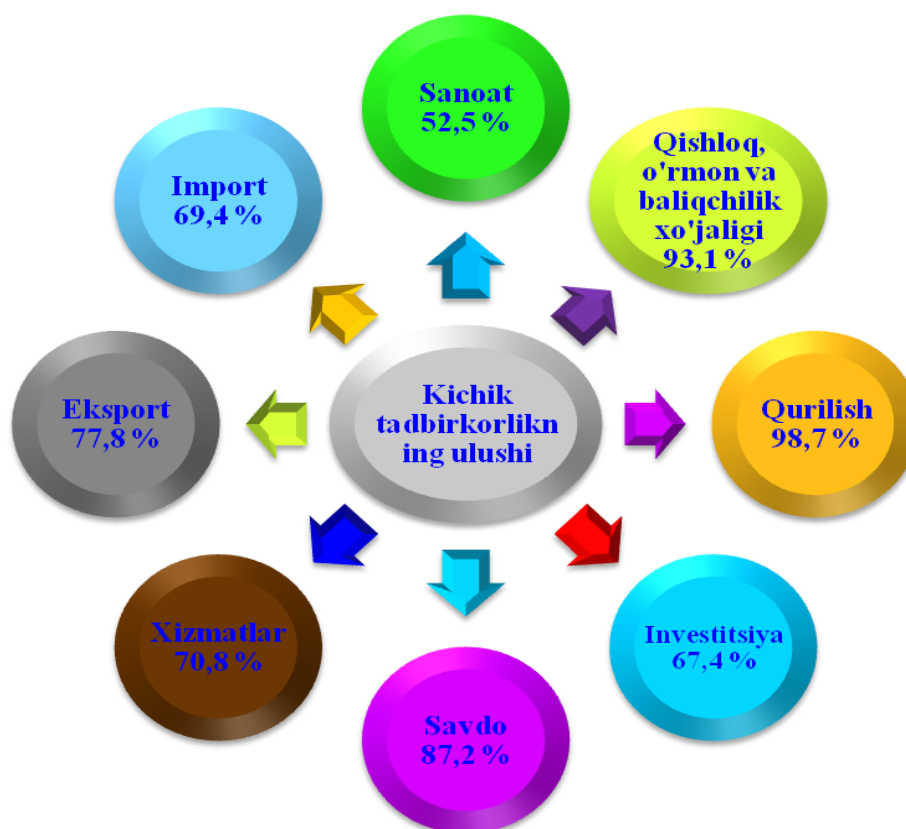 Sanoat
52,5 %
Qishloq,
o'rmon va
baliqchilik
xo'jaligi
93,1 %
Import
69,4 %
Kichik
tadbirkorlikn
ing ulushi
Eksport
77,8 %
Qurilish
98,7 %
Xizmatlar
70,8 %
Investitsiya
67,4 %
Savdo
87,2 %